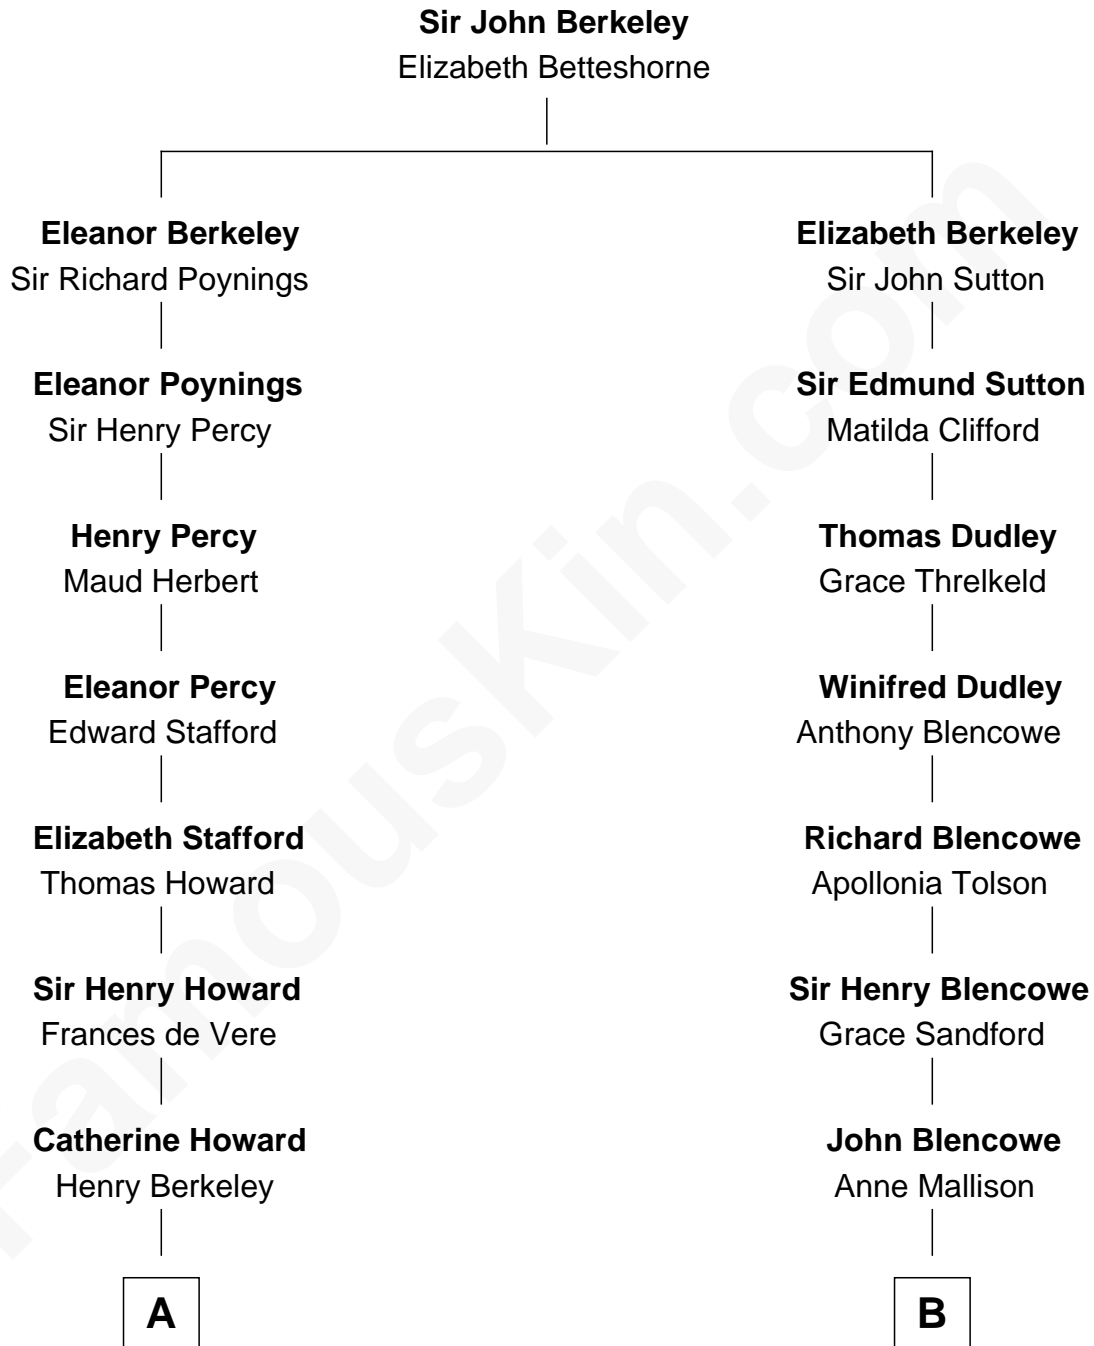 Sir John Berkeley
Elizabeth Betteshorne
Eleanor Berkeley
Sir Richard Poynings
Elizabeth Berkeley
Sir John Sutton
Eleanor Poynings
Sir Henry Percy
Sir Edmund Sutton
Matilda Clifford
Henry Percy
Maud Herbert
Thomas Dudley
Grace Threlkeld
Eleanor Percy
Edward Stafford
Winifred Dudley
Anthony Blencowe
Elizabeth Stafford
Thomas Howard
Richard Blencowe
Apollonia Tolson
Sir Henry Howard
Frances de Vere
Sir Henry Blencowe
Grace Sandford
Catherine Howard
Henry Berkeley
John Blencowe
Anne Mallison
A
B
FamousKin.com